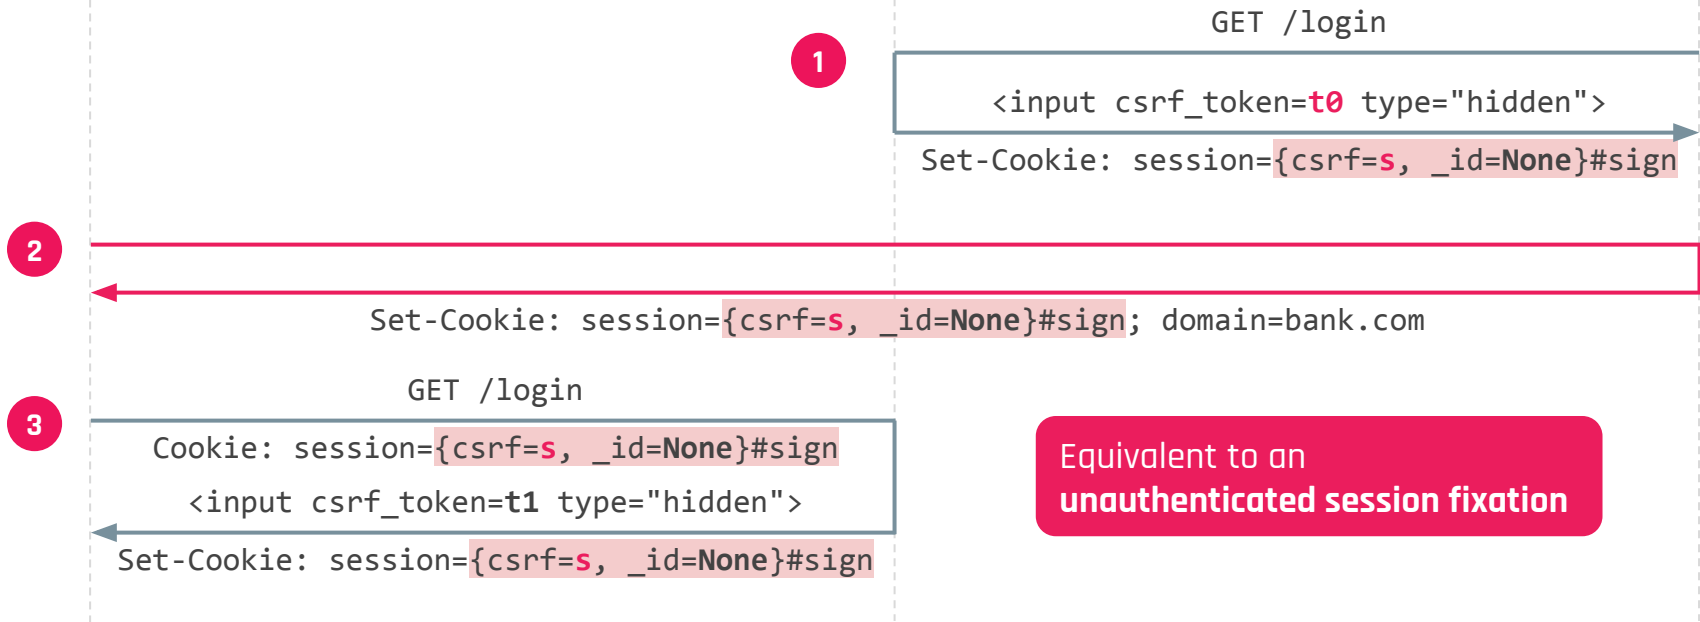 GET /login
1
<input csrf_token=t0 type="hidden">
Set-Cookie: session={csrf=s, _id=None}#sign
2
Set-Cookie: session={csrf=s, _id=None}#sign; domain=bank.com
GET /login
3
Cookie: session={csrf=s, _id=None}#sign
<input csrf_token=t1 type="hidden">
Set-Cookie: session={csrf=s, _id=None}#sign
Equivalent to an
unauthenticated session fixation